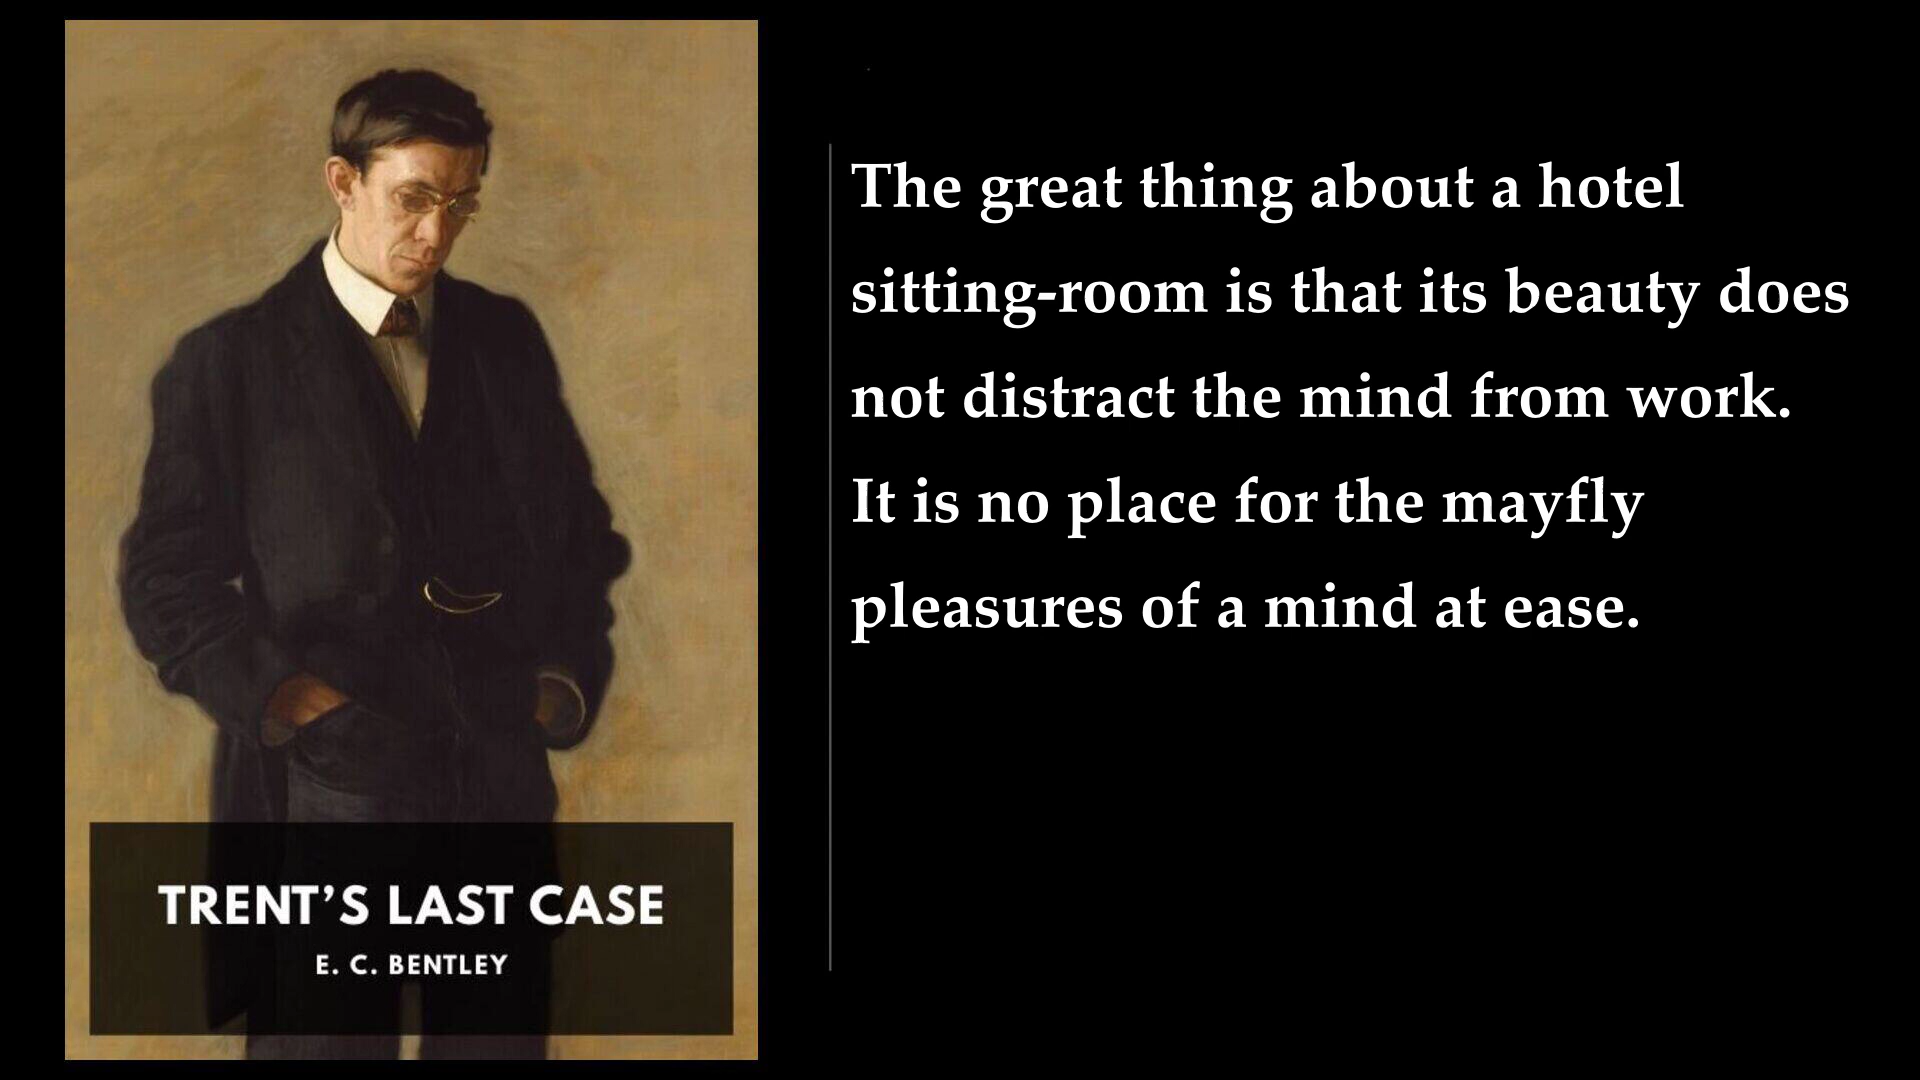 TRENT’S LAST CASE
E. C. BENTLEY
The great thing about a hotel
sitting-room is that its beauty does
not distract the mind from work.
It is no place for the mayfly
pleasures of a mind at ease.